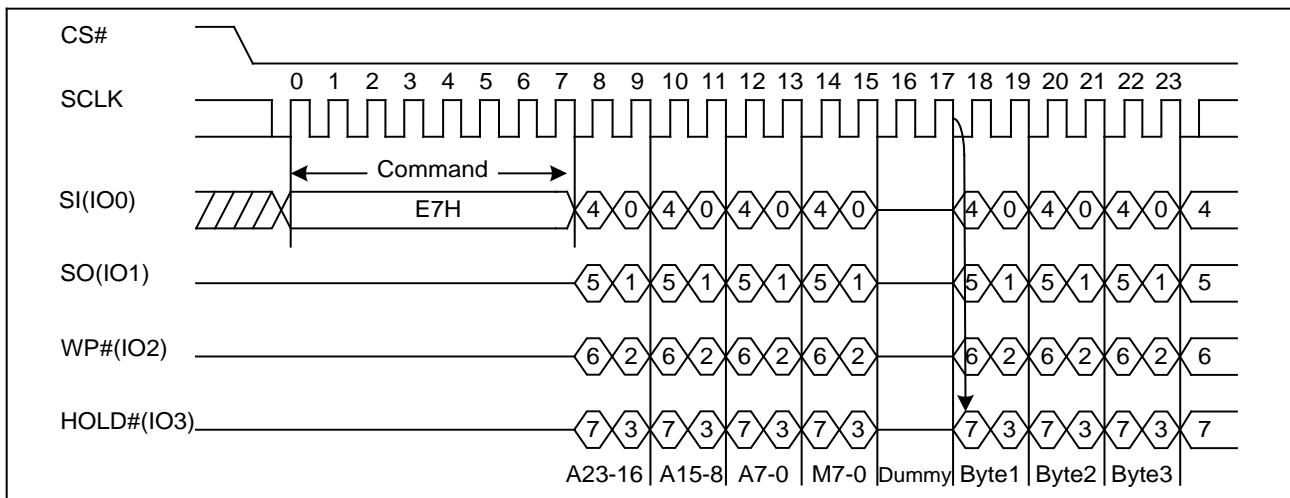 CS#
0 1 2 3 4 5 6 7 8 9 10 11 12 13 14 15 16 17 18 19 20 21 22 23
SCLK
Command
SI(IO0) E7H 4 0 4 0 4 0 4 0 4 0 4 0 4 0 4
SO(IO1) 5 1 5 1 5 1 5 1 5 1 5 1 5 1 5
WP#(IO2) 6 2 6 2 6 2 6 2 6 2 6 2 6 2 6
HOLD#(IO3) 7 3 7 3 7 3 7 3 7 3 7 3 7 3 7
A23-16 A15-8 A7-0 M7-0 Dummy Byte1 Byte2 Byte3